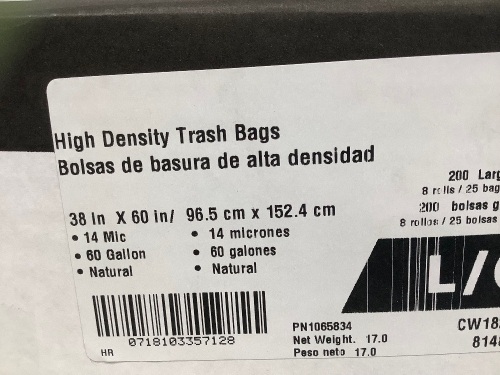 High Density Trash Bags
Bolsas de basura de alta densidad
200 Larg
8 rolls / 25 bag
200 bolsas g
8 rollos / 25 bolsas
38 in X 60 in/ 96.5 cm x 152.4 cm
• 14 Mic • 14 micrones
• 60 Gallon • 60 galones
• Natural • Natural
L/
0718103357128
HR
PN1065834
Net Weight. 17.0
Peso neto 17.0
CW18
814